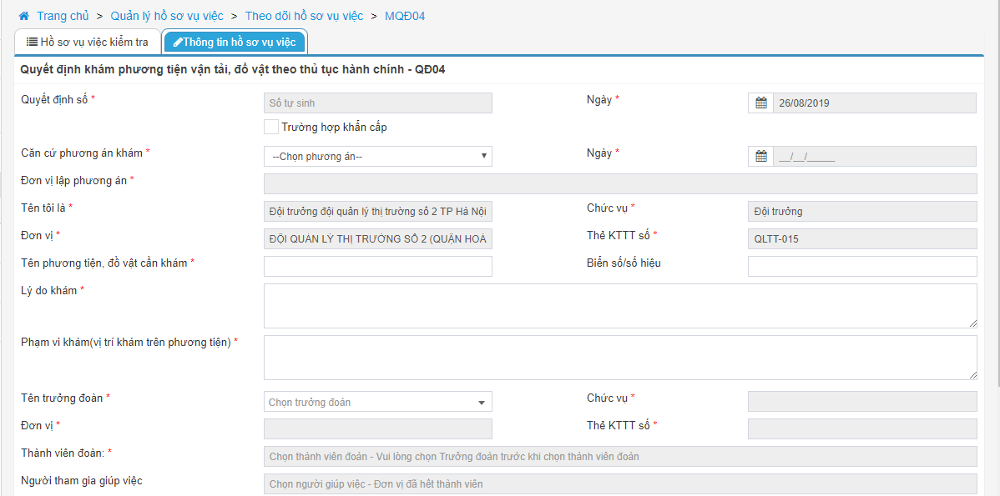 Trang chủ > Quản lý hồ sơ vụ việc > Theo dõi hồ sơ vụ việc > MQĐ04
Hồ sơ vụ việc kiểm tra Thông tin hồ sơ vụ việc
Quyết định khám phương tiện vận tải, đồ vật theo thủ tục hành chính - QĐ04
Quyết định số * Số tự sinh Ngày * 26/08/2019
Trường hợp khẩn cấp
Căn cứ phương án khám * --Chọn phương án-- Ngày * __/__/____
Đơn vị lập phương án *
Tên tôi là * Đội trưởng đội quản lý thị trường số 2 TP Hà Nội Chức vụ * Đội trưởng
Đơn vị * ĐỘI QUẢN LÝ THỊ TRƯỜNG SỐ 2 (QUẬN HOÀ Thẻ KTTT số * QLTT-015
Tên phương tiện, đồ vật cần khám * Biển số/số hiệu
Lý do khám *
Phạm vi khám(vị trí khám trên phương tiện) *
Tên trưởng đoàn * Chọn trưởng đoàn Chức vụ *
Đơn vị * Thẻ KTTT số *
Thành viên đoàn: * Chọn thành viên đoàn - Vui lòng chọn Trưởng đoàn trước khi chọn thành viên đoàn
Người tham gia giúp việc Chọn người giúp việc - Đơn vị đã hết thành viên